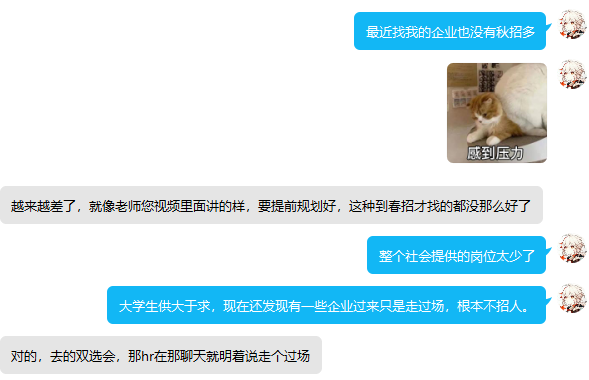 最近找我的企业也没有秋招多
感到压力
越来越差了，就像老师您视频里面讲的样，要提前规划好，这种到春招才找的都没那么好了
整个社会提供的岗位太少了
大学生供大于求，现在还发现有一些企业过来只是走过场，根本不招人。
对的，去的双选会，那hr在那聊天就明着说走个过场